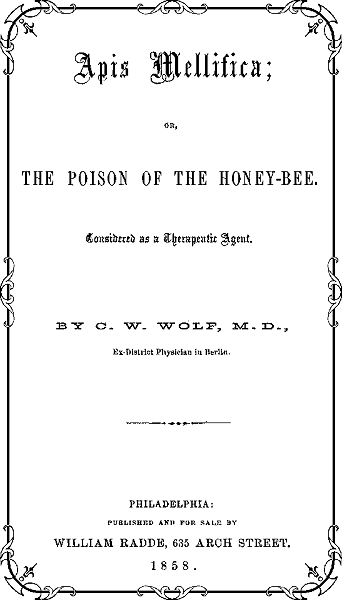 Apis Mellifica;
OR,
THE POISON OF THE HONEY-BEE.
Considered as a Therapeutic Agent.
BY C. W. WOLF, M.D.,
Ex-District Physician in Berlin.
PHILADELPHIA:
PUBLISHED AND FOR SALE BY
WILLIAM RADDE, 635 ARCH STREET.
1858.